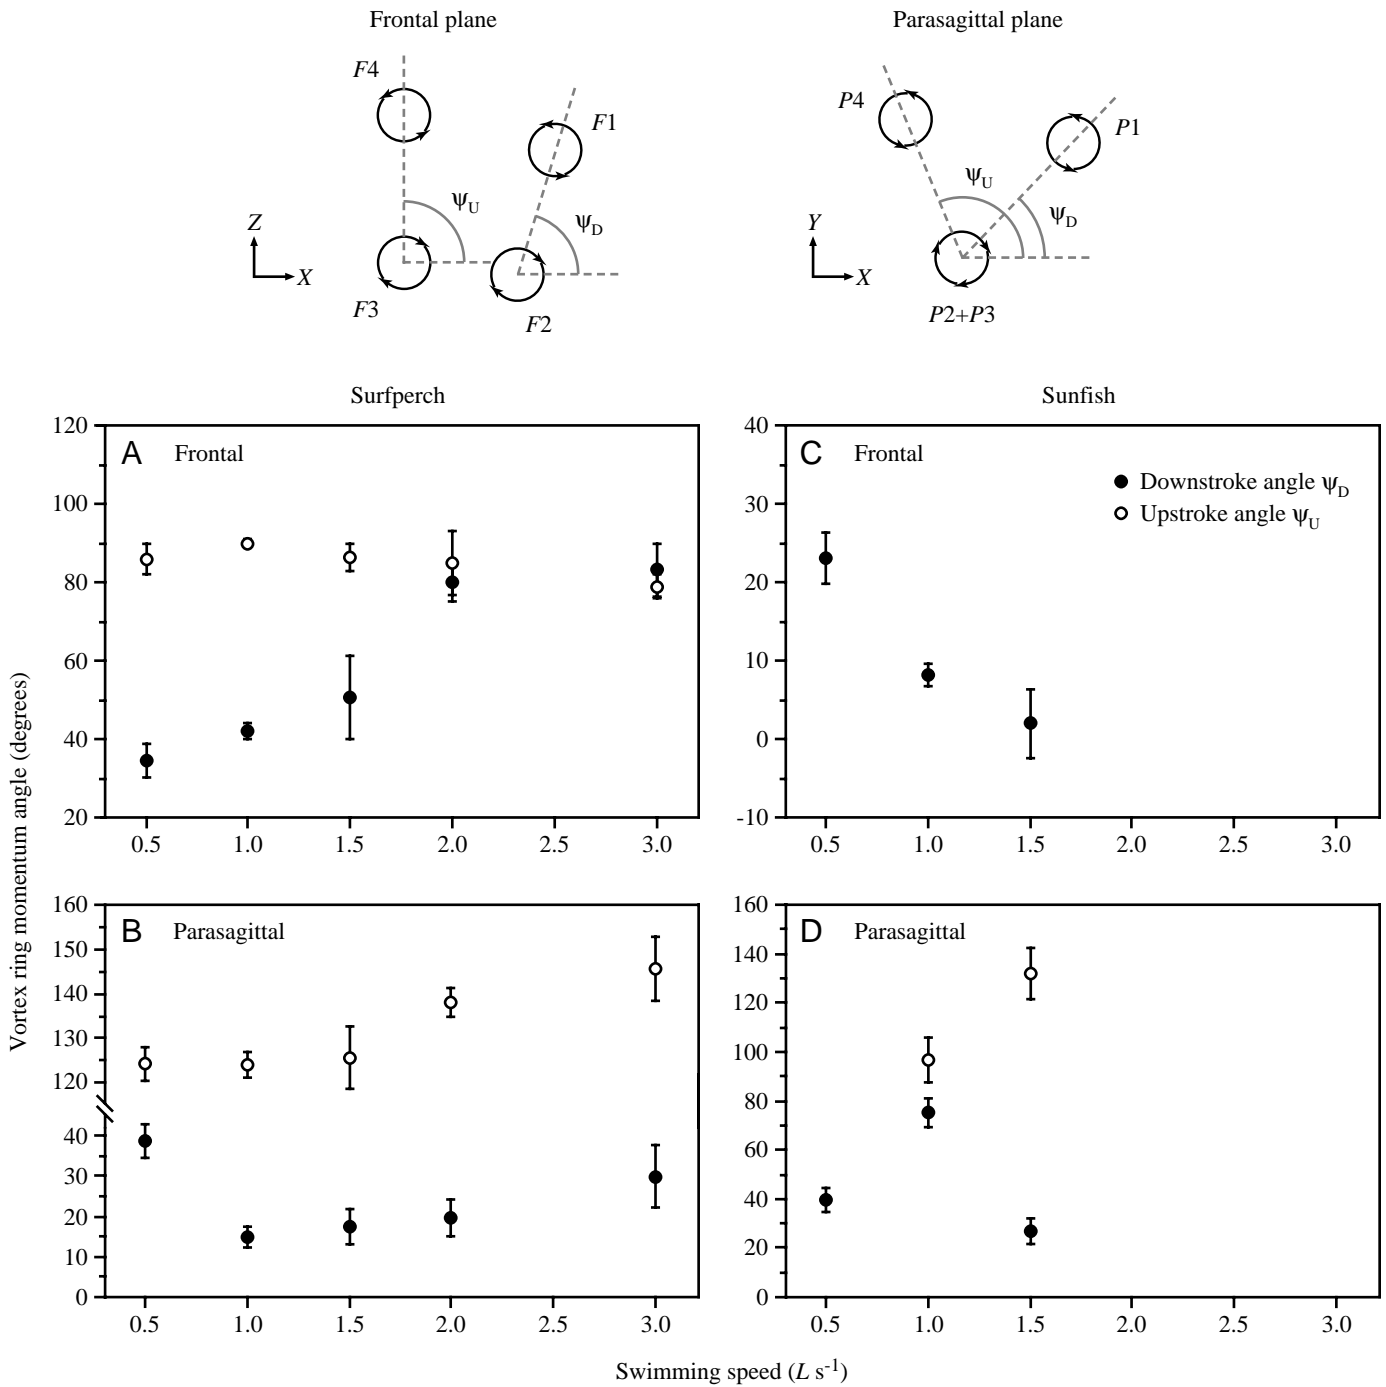 Frontal plane
Parasagittal plane
F4
F1
ψU
ψD
Z
X
F3
F2
P4
P1
ψU
ψD
Y
X
P2+P3
Surfperch
Sunfish
Vortex ring momentum angle (degrees)
A Frontal
120
100
80
60
40
20
0.5 1.0 1.5 2.0 2.5 3.0
C Frontal
Downstroke angle ψD
Upstroke angle ψU
40
30
20
10
0
-10
0.5 1.0 1.5 2.0 2.5 3.0
B Parasagittal
160
150
140
130
120
40
30
20
10
0
0.5 1.0 1.5 2.0 2.5 3.0
D Parasagittal
160
140
120
100
80
60
40
20
0
0.5 1.0 1.5 2.0 2.5 3.0
Swimming speed (L s-1)